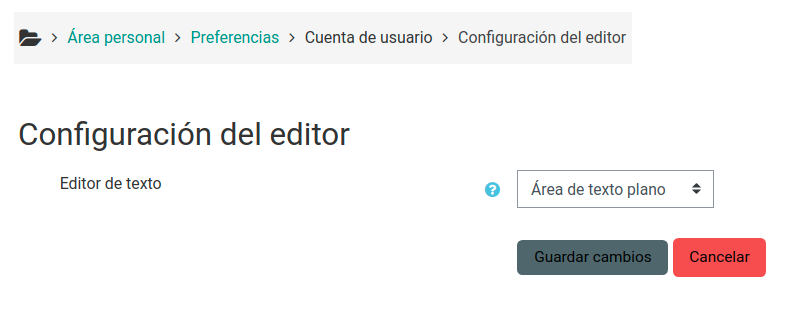 Área personal > Preferencias > Cuenta de usuario > Configuración del editor
Configuración del editor
Editor de texto ? Área de texto plano
Guardar cambios Cancelar